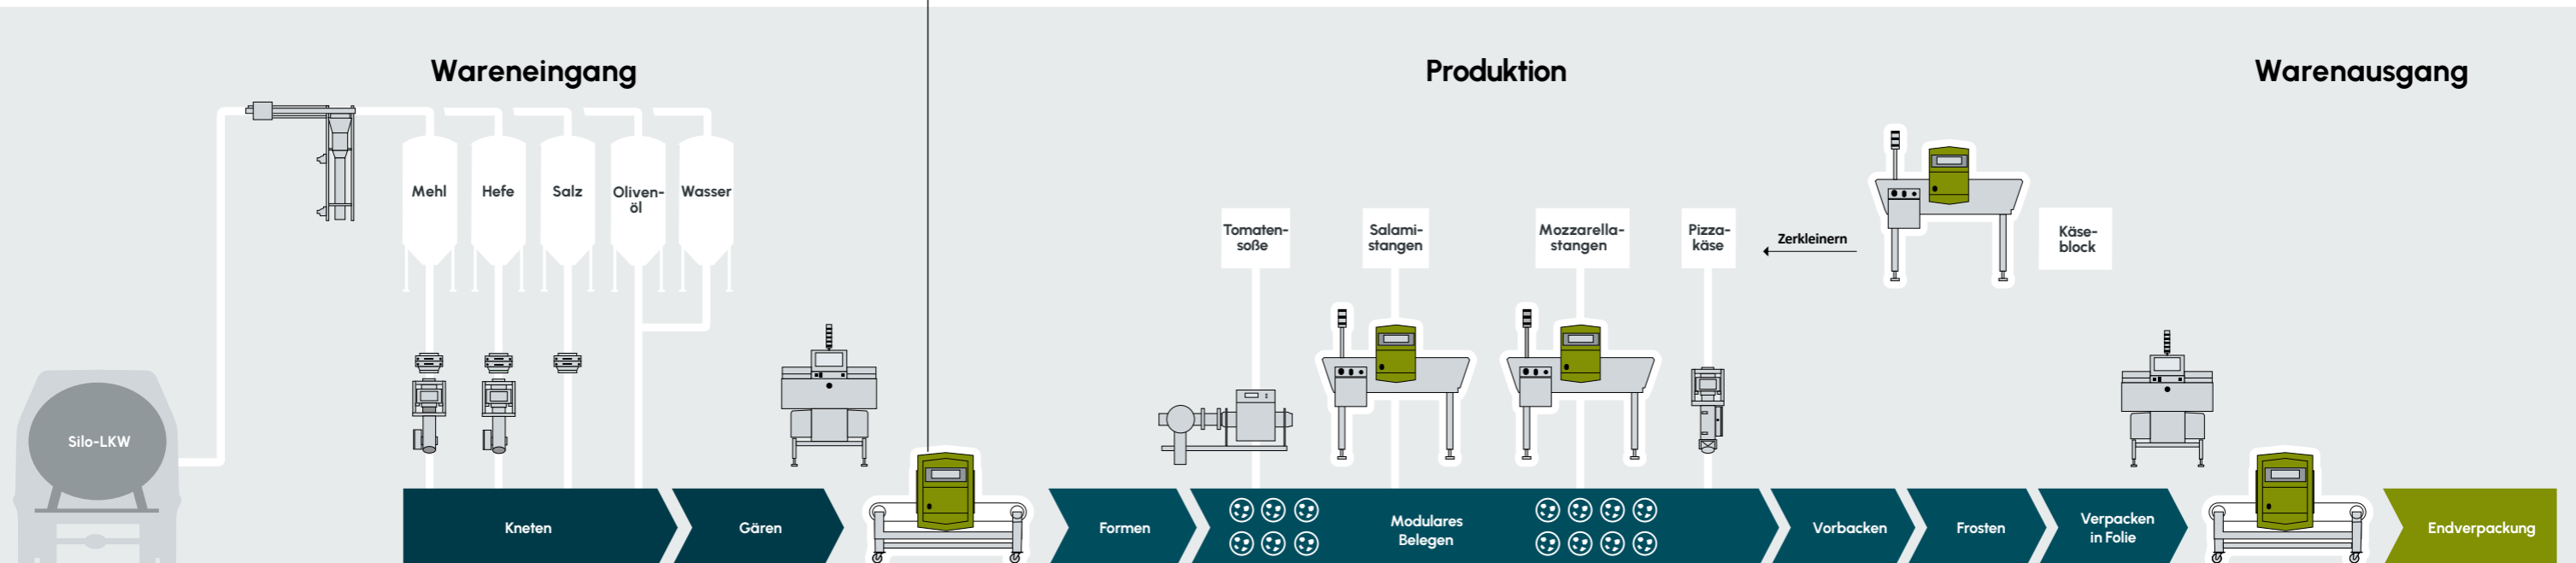 Wareneingang
Produktion
Warenausgang
Mehl
Hefe
Salz
Oliven-
öl
Wasser
Tomaten-
soße
Salami-
stangen
Mozzarella-
stangen
Pizza-
käse
Zerkleinern
Käse-
block
Silo-LKW
Kneten
Gären
Formen
Modulares
Belegen
Vorbacken
Frosten
Verpacken
in Folie
Endverpackung